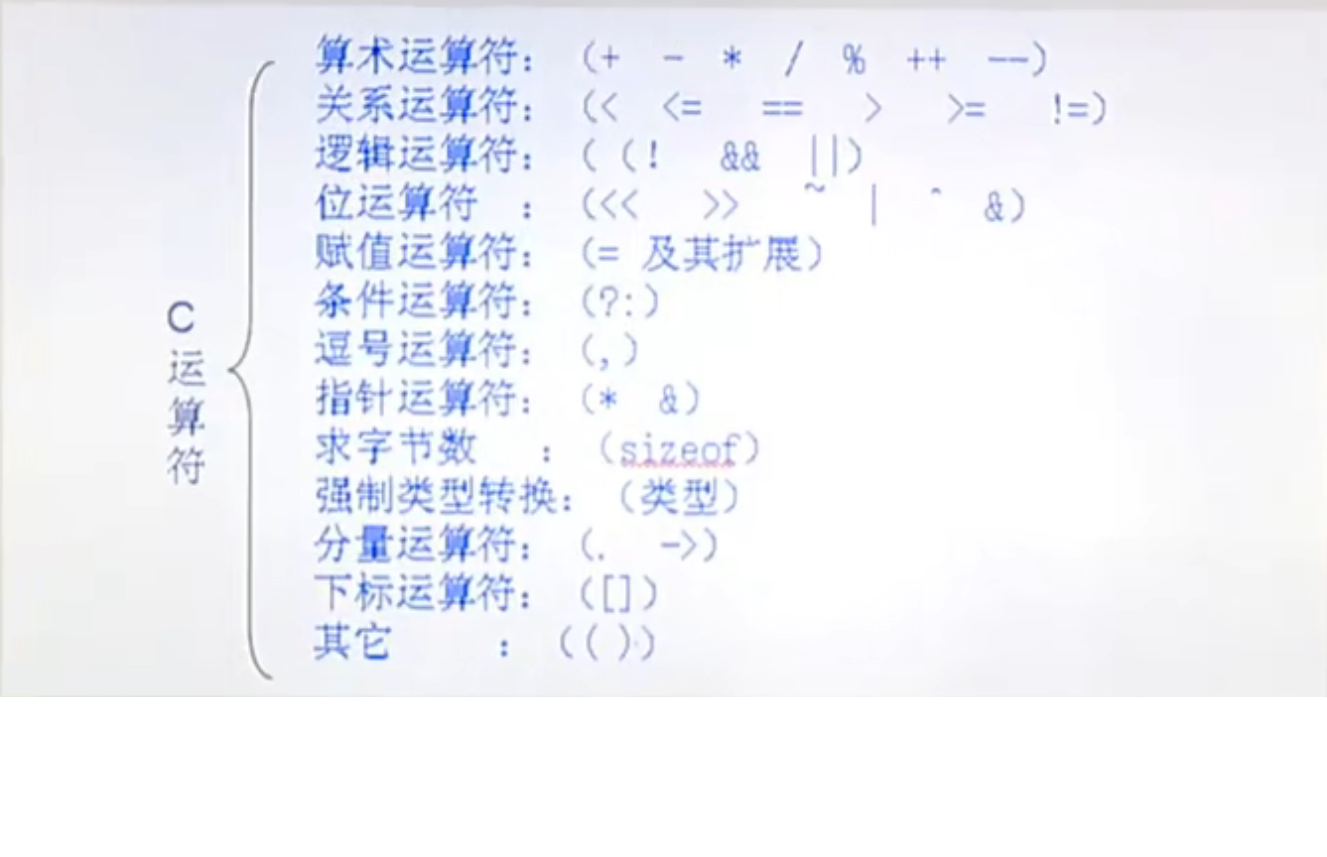 C
运
算
符
算术运算符： (+ - * / % ++ --)
关系运算符： (< <= == > >= !=)
逻辑运算符： ( (! && ||)
位运算符 ： (<< >> ~ | ^ &)
赋值运算符： (= 及其扩展)
条件运算符： (?:)
逗号运算符： (,)
指针运算符： (* &)
求字节数 ： (sizeof)
强制类型转换： (类型)
分量运算符： (. ->)
下标运算符： ([])
其它 ： (( ))